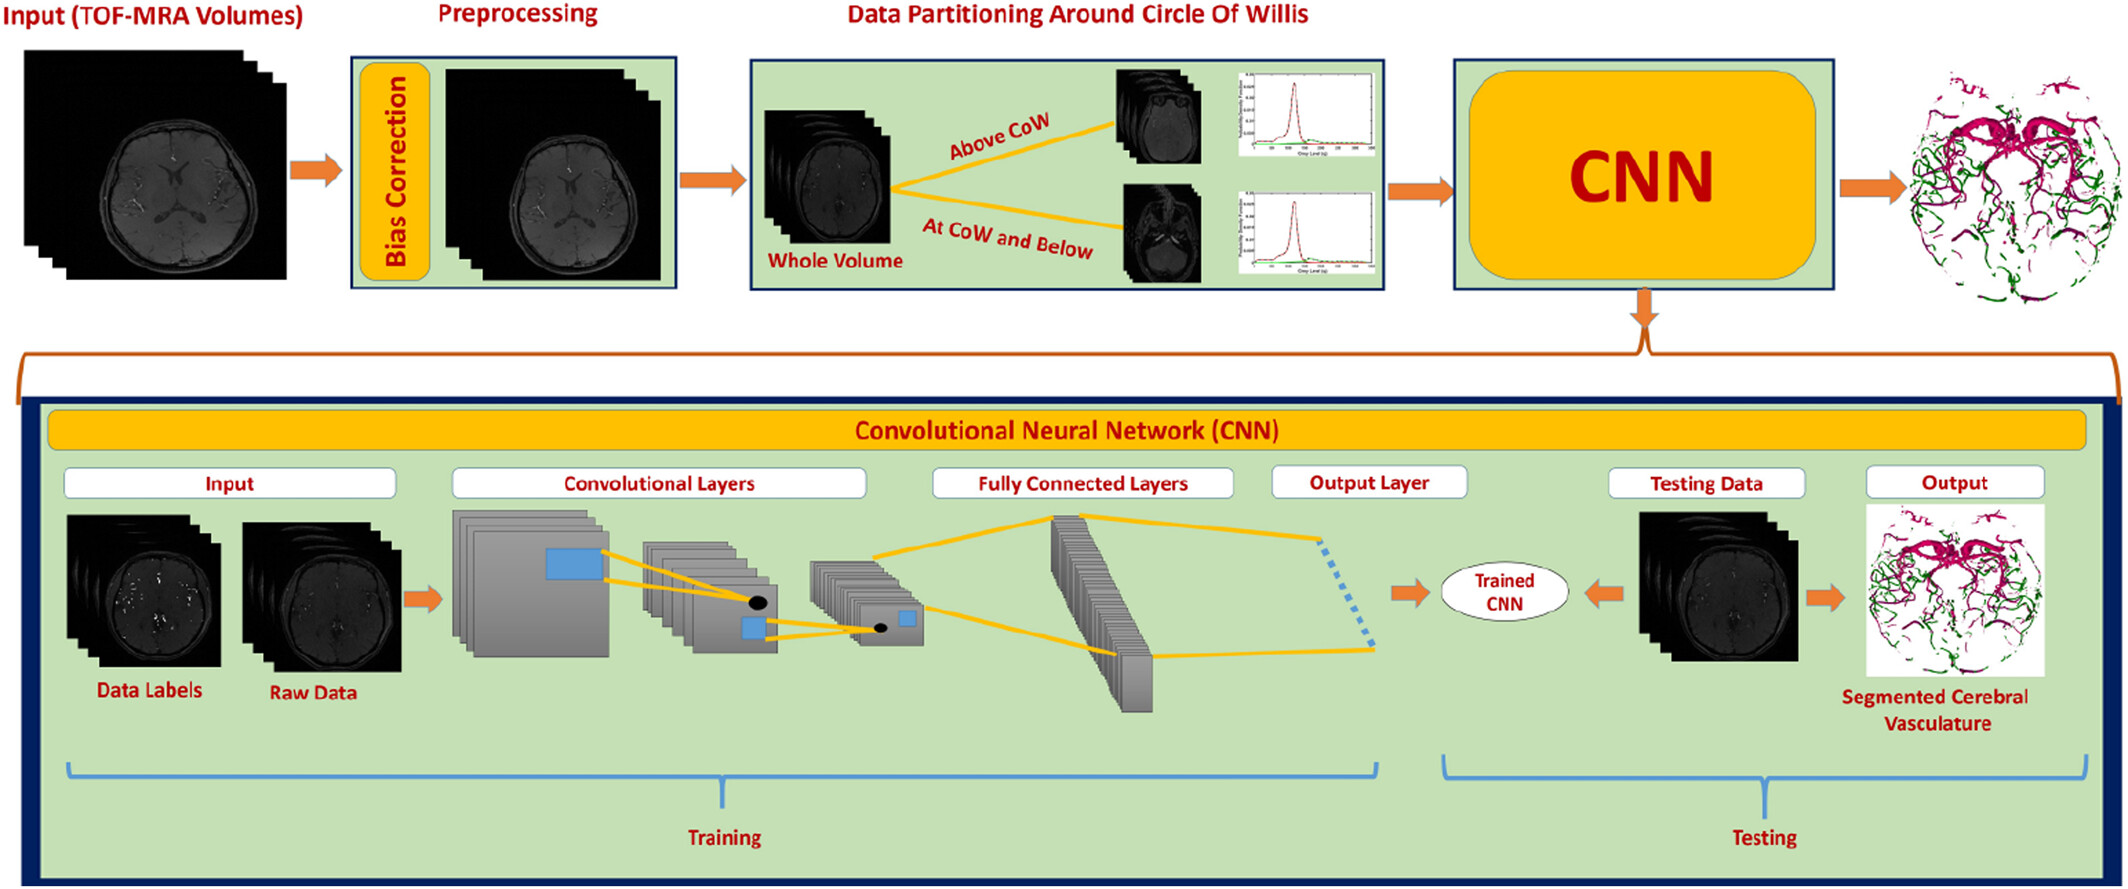 Input (TOF-MRA Volumes)
Preprocessing
Data Partitioning Around Circle Of Willis
Bias Correction
Whole Volume
Above CoW
At CoW and Below
CNN
Convolutional Neural Network (CNN)
Input
Convolutional Layers
Fully Connected Layers
Output Layer
Testing Data
Output
Data Labels
Raw Data
Trained
CNN
Segmented Cerebral
Vasculature
Training
Testing